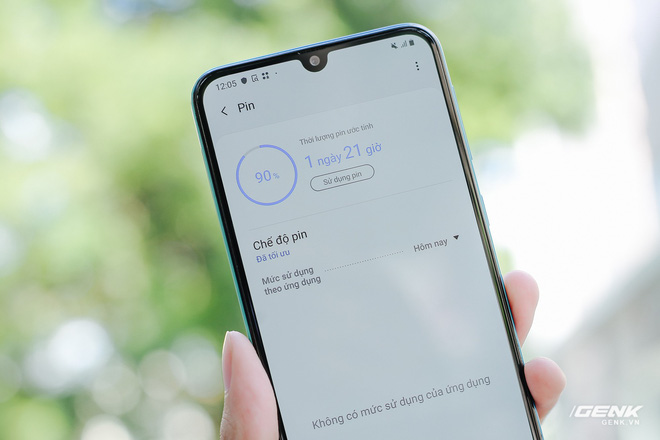 12:05
Pin
Thời lượng pin ước tính
90 %
1 ngày 21 giờ
Sử dụng pin
Chế độ pin
Đã tối ưu
Mức sử dụng
theo ứng dụng
Hôm nay
Không có mức sử dụng của ứng dụng
GENK
GENK.VN